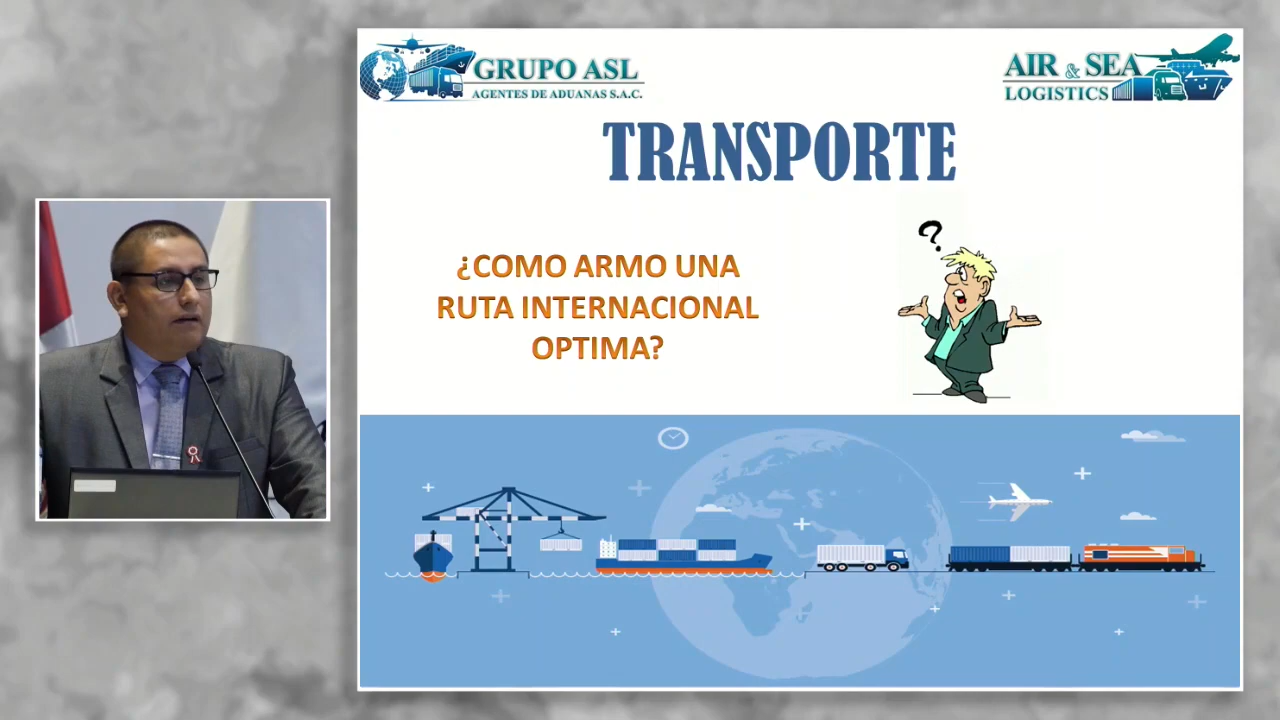 GRUPO ASL
AGENTES DE ADUANAS S.A.C.
AIR & SEA
LOGISTICS
TRANSPORTE
?
¿COMO ARMO UNA
RUTA INTERNACIONAL
OPTIMA?